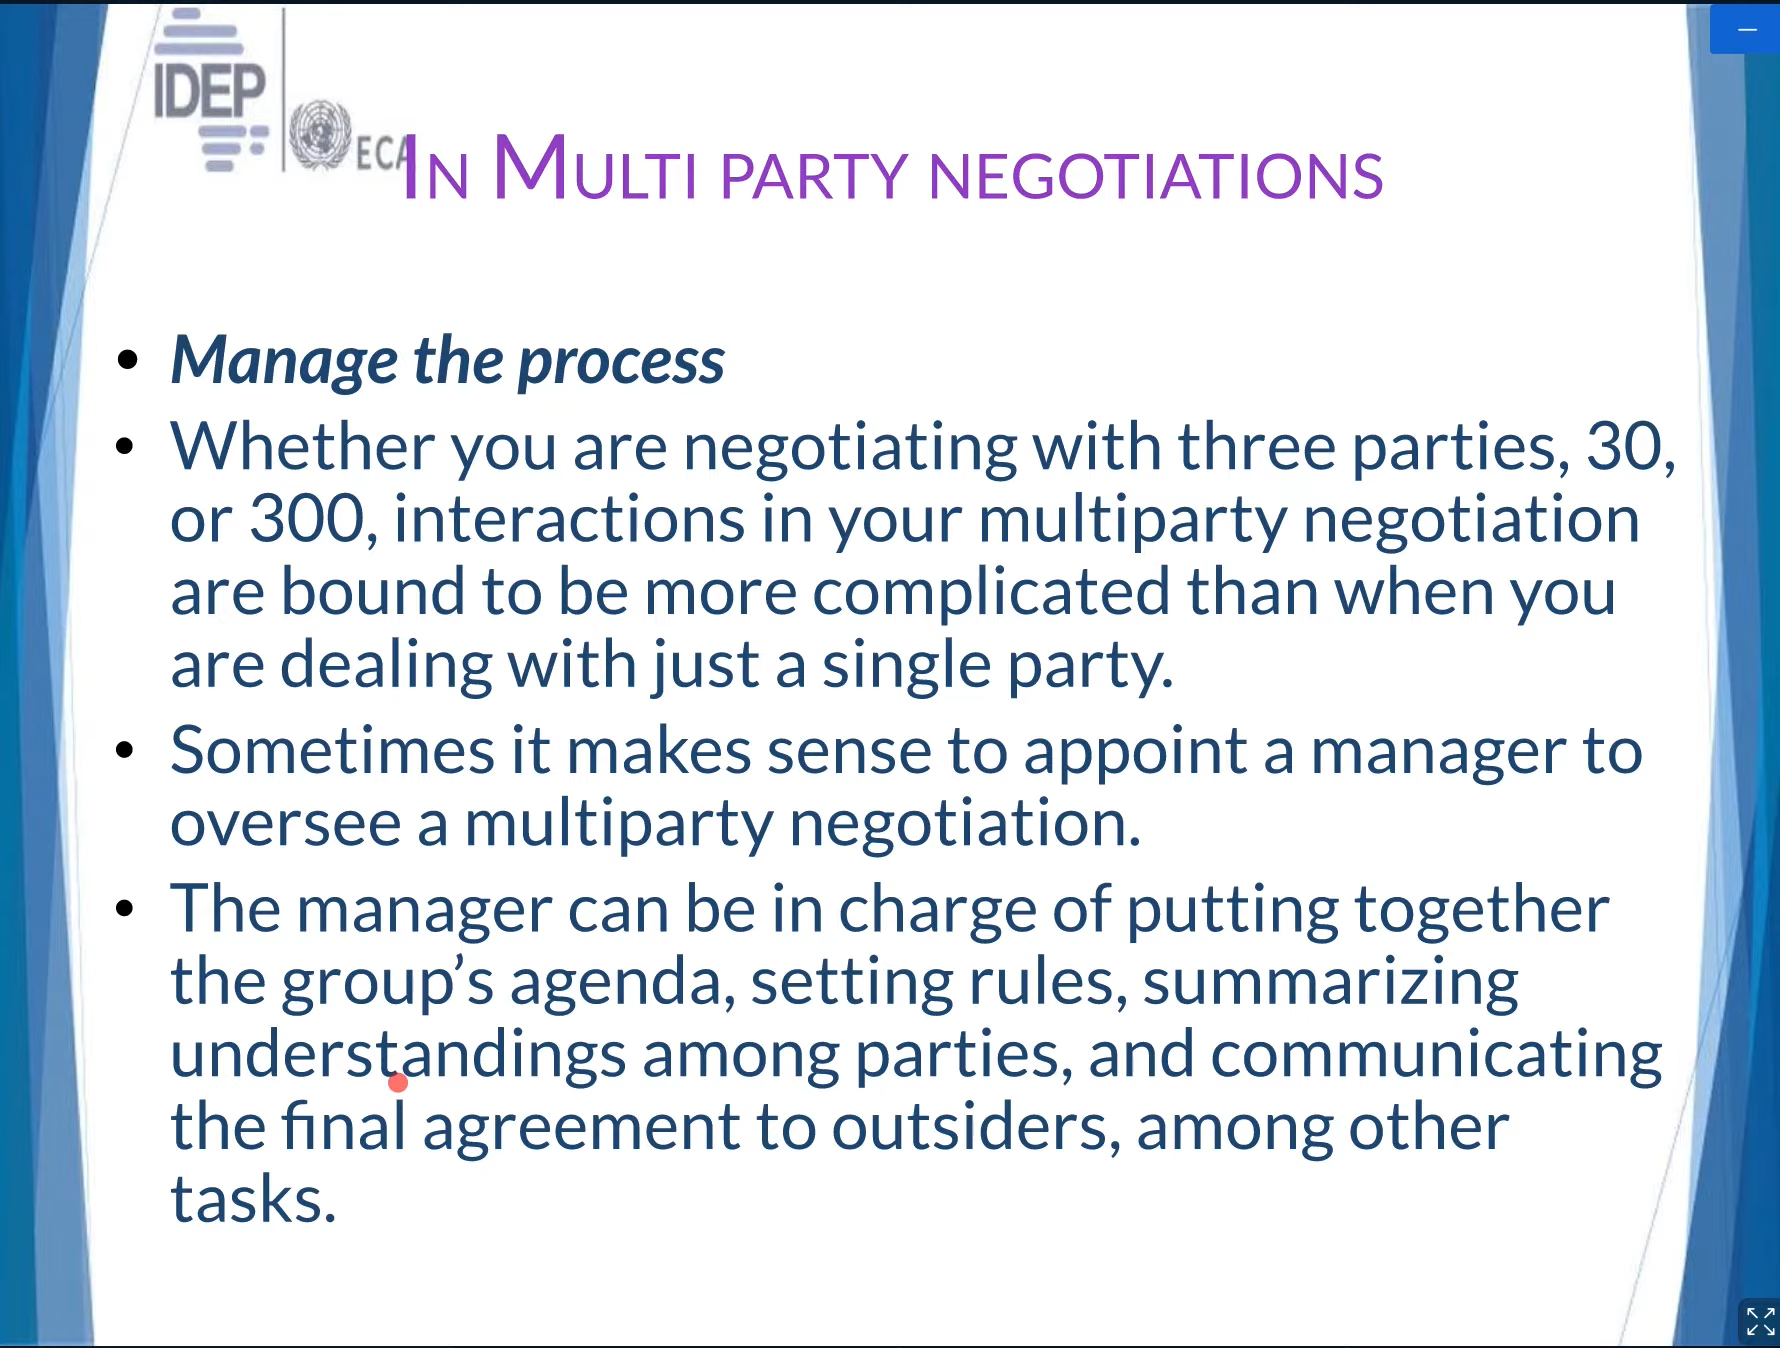 IDEP
ECA
In Multi party negotiations
• Manage the process
• Whether you are negotiating with three parties, 30,
or 300, interactions in your multiparty negotiation
are bound to be more complicated than when you
are dealing with just a single party.
• Sometimes it makes sense to appoint a manager to
oversee a multiparty negotiation.
• The manager can be in charge of putting together
the group’s agenda, setting rules, summarizing
understandings among parties, and communicating
the final agreement to outsiders, among other
tasks.